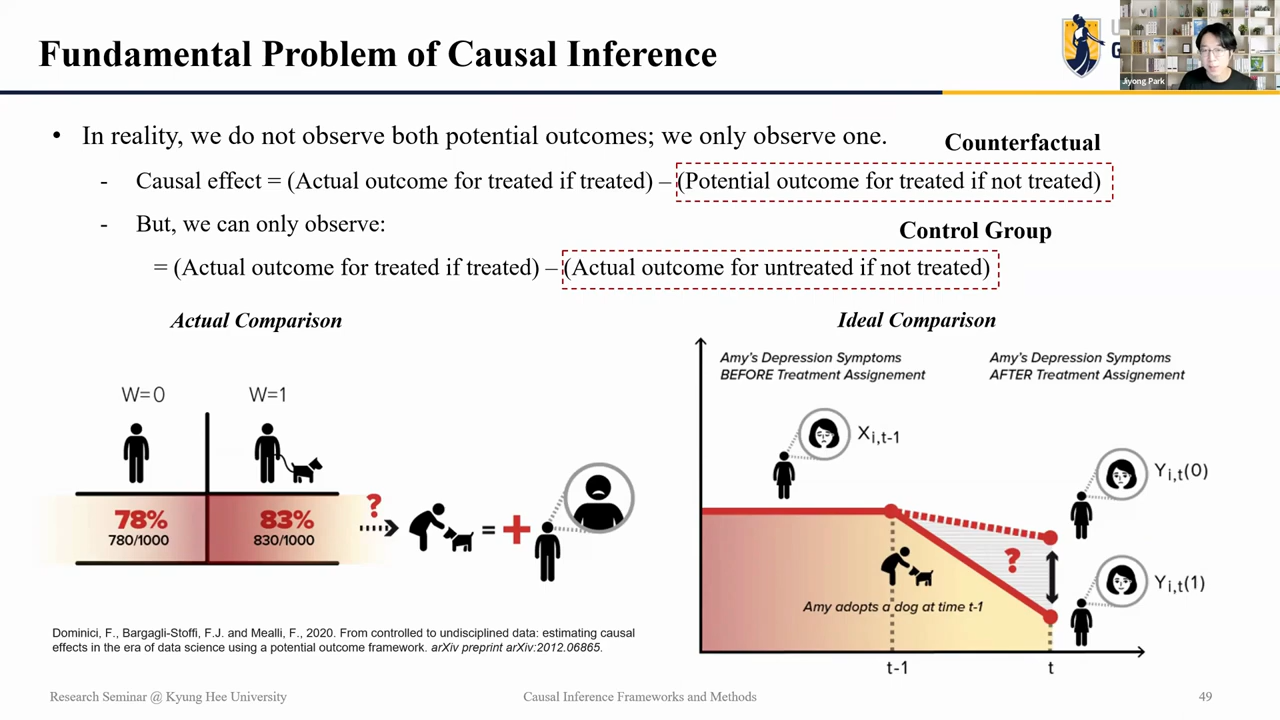 Fundamental Problem of Causal Inference
Jiyong Park
• In reality, we do not observe both potential outcomes; we only observe one.
Counterfactual
- Causal effect = (Actual outcome for treated if treated) – (Potential outcome for treated if not treated)
- But, we can only observe:
Control Group
= (Actual outcome for treated if treated) – (Actual outcome for untreated if not treated)
Actual Comparison
W=0 W=1
78% 83%
780/1000 830/1000
?
= +
Ideal Comparison
Amy's Depression Symptoms
BEFORE Treatment Assignement
Amy's Depression Symptoms
AFTER Treatment Assignement
Xi,t-1
Yi,t(0)
?
Yi,t(1)
Amy adopts a dog at time t-1
t-1 t
Dominici, F., Bargagli-Stoffi, F.J. and Mealli, F., 2020. From controlled to undisciplined data: estimating causal
effects in the era of data science using a potential outcome framework. arXiv preprint arXiv:2012.06865.
Research Seminar @ Kyung Hee University
Causal Inference Frameworks and Methods
49